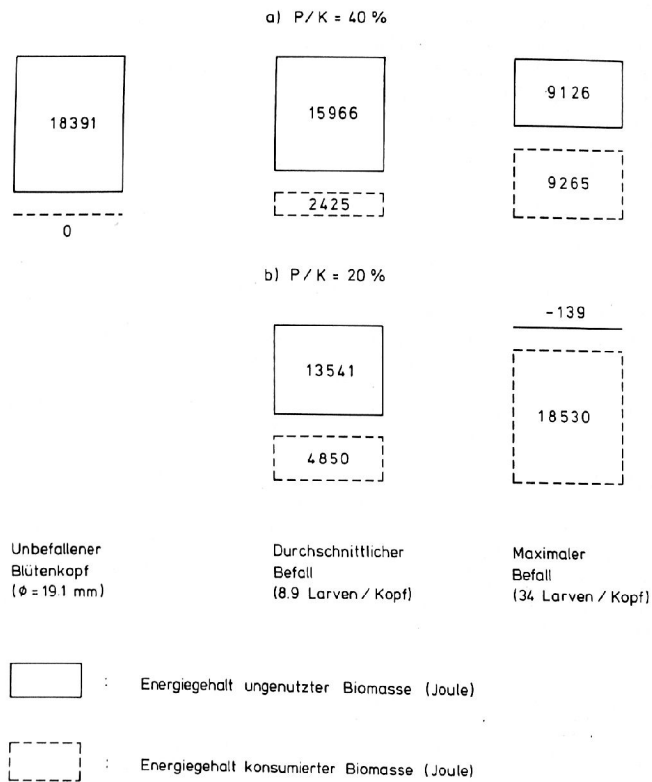 a) P/K = 40 %
18391
15966
9126
2425
9265
0
b) P/K = 20 %
-139
13541
18530
4850
Unbefallener
Blütenkopf
(ø = 19.1 mm)
Durchschnittlicher
Befall
(8.9 Larven / Kopf)
Maximaler
Befall
(34 Larven / Kopf)
: Energiegehalt ungenutzter Biomasse (Joule)
: Energiegehalt konsumierter Biomasse (Joule)